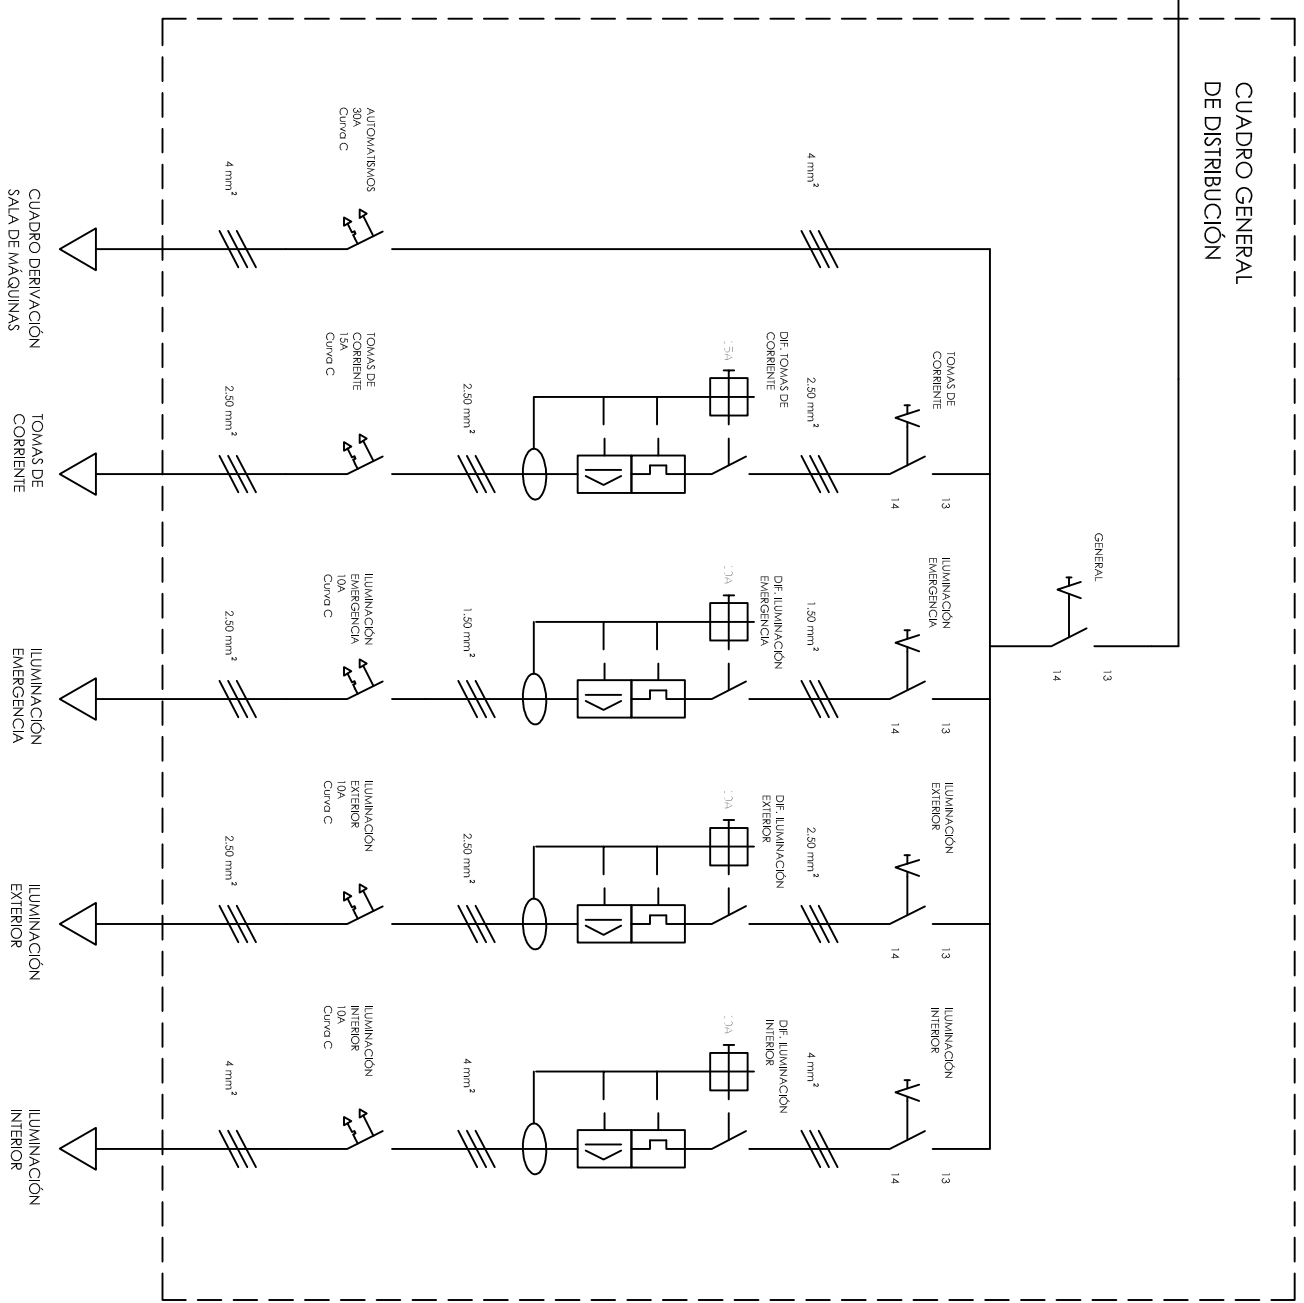 CUADRO GENERAL
DE DISTRIBUCIÓN
GENERAL
13
14
TOMAS DE
CORRIENTE
13
14
ILUMINACIÓN
EMERGENCIA
13
14
ILUMINACIÓN
EXTERIOR
13
14
ILUMINACIÓN
INTERIOR
13
14
4 mm²
2.50 mm²
1.50 mm²
2.50 mm²
4 mm²
DIF. TOMAS DE
CORRIENTE
DIF. ILUMINACIÓN
EMERGENCIA
DIF. ILUMINACIÓN
EXTERIOR
DIF. ILUMINACIÓN
INTERIOR
2.50 mm²
1.50 mm²
2.50 mm²
4 mm²
AUTOMATISMOS
30A
Curva C
TOMAS DE
CORRIENTE
15A
Curva C
ILUMINACIÓN
EMERGENCIA
10A
Curva C
ILUMINACIÓN
EXTERIOR
10A
Curva C
ILUMINACIÓN
INTERIOR
10A
Curva C
4 mm²
2.50 mm²
2.50 mm²
2.50 mm²
4 mm²
CUADRO DERIVACIÓN
SALA DE MÁQUINAS
TOMAS DE
CORRIENTE
ILUMINACIÓN
EMERGENCIA
ILUMINACIÓN
EXTERIOR
ILUMINACIÓN
INTERIOR